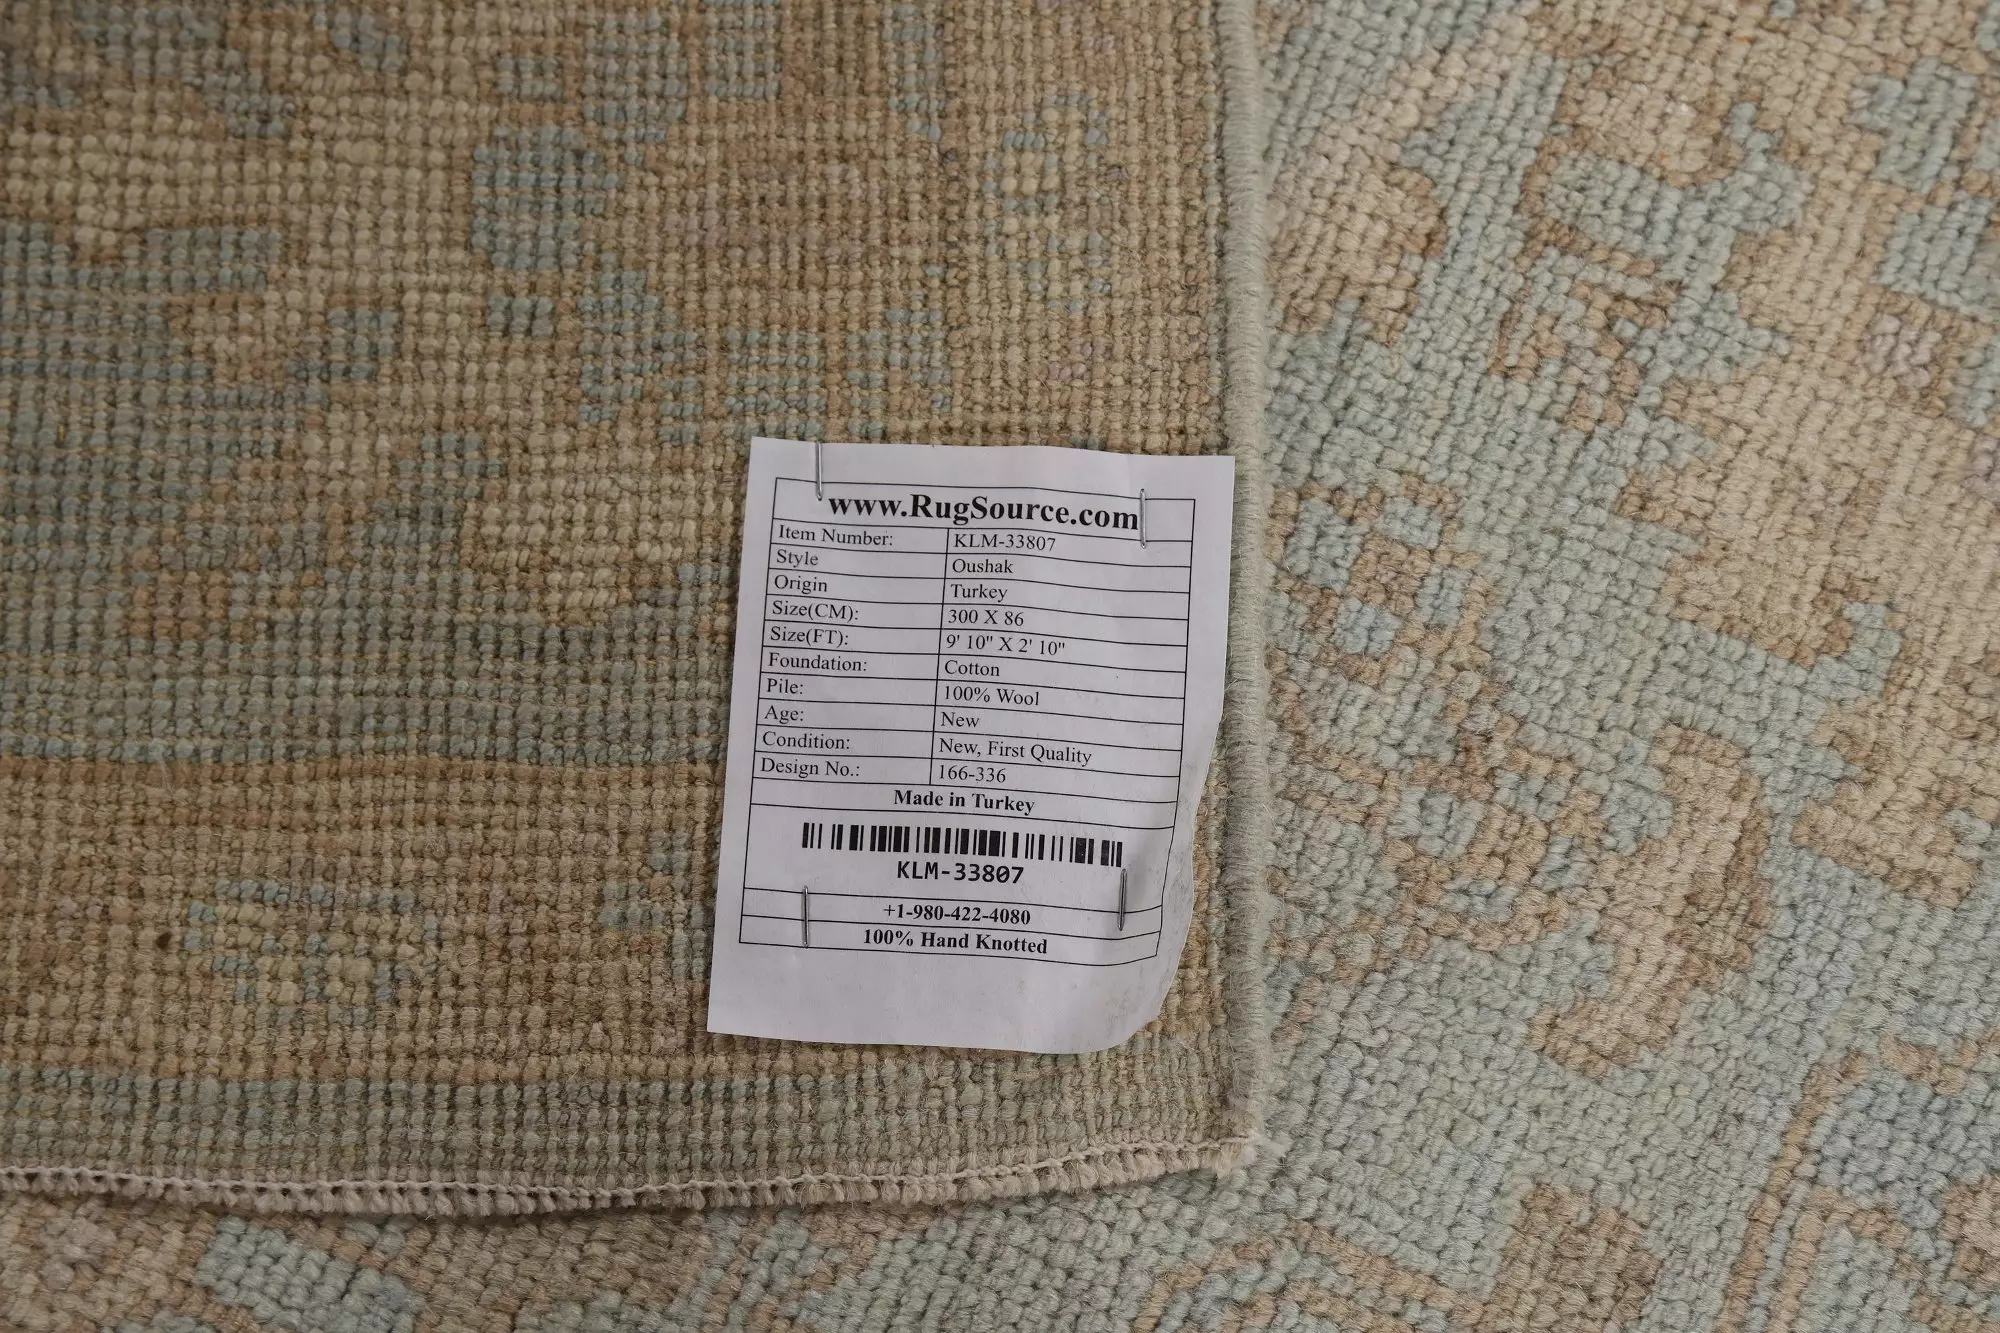 www.RugSource.com
Item Number: KLM-33807
Style Oushak
Origin Turkey
Size(CM): 300 X 86
Size(FT): 9' 10" X 2' 10"
Foundation: Cotton
Pile: 100% Wool
Age: New
Condition: New, First Quality
Design No.: 166-336
Made in Turkey
KLM-33807
+1-980-422-4080
100% Hand Knotted